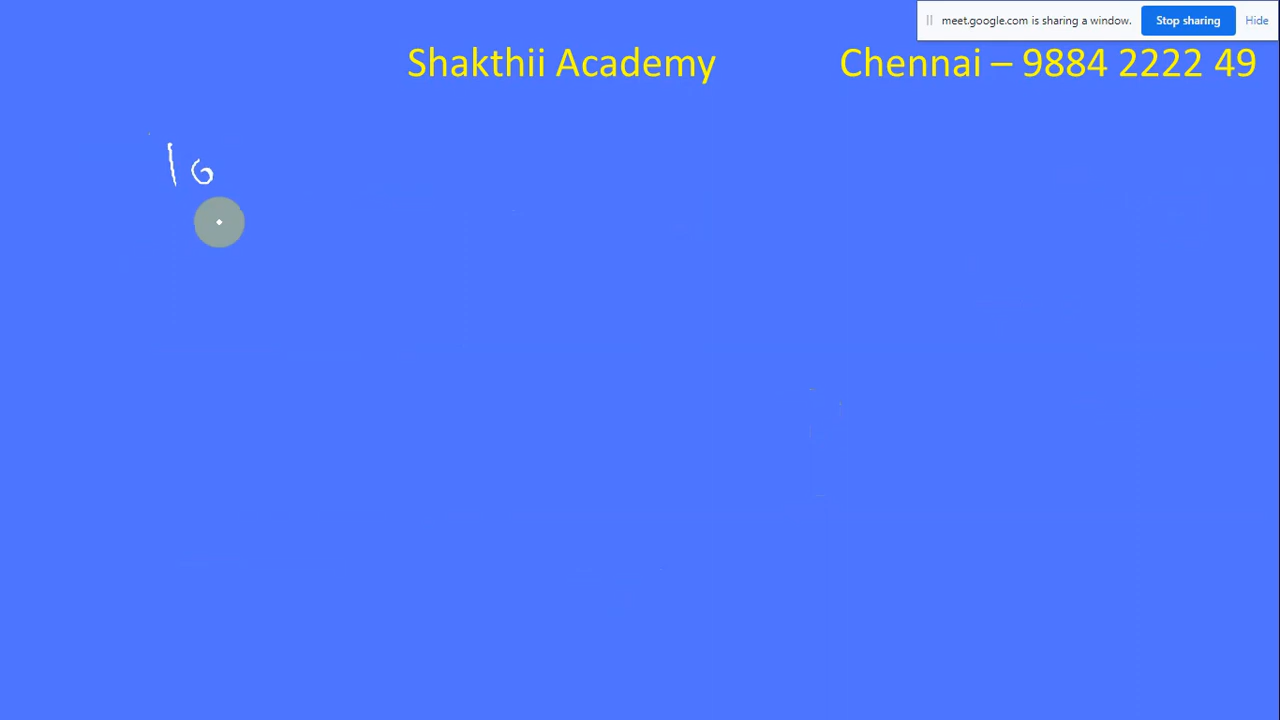 meet.google.com is sharing a window. Stop sharing Hide
Shakthii Academy Chennai – 9884 2222 49
16